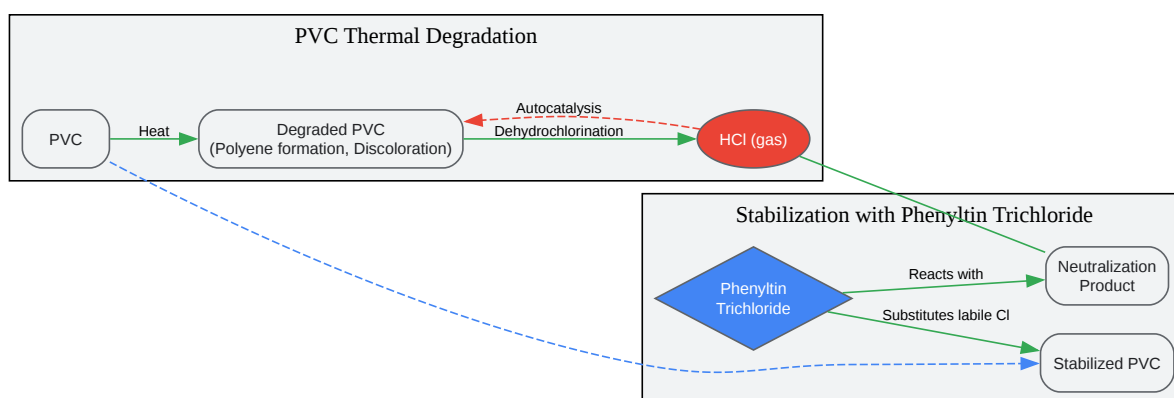 PVC Thermal Degradation
Autocatalysis
PVC
Heat
Degraded PVC
(Polyene formation, Discoloration)
Dehydrochlorination
HCl (gas)
Stabilization with Phenyltin Trichloride
Phenyltin
Trichloride
Reacts with
Neutralization
Product
Substitutes labile Cl
Stabilized PVC